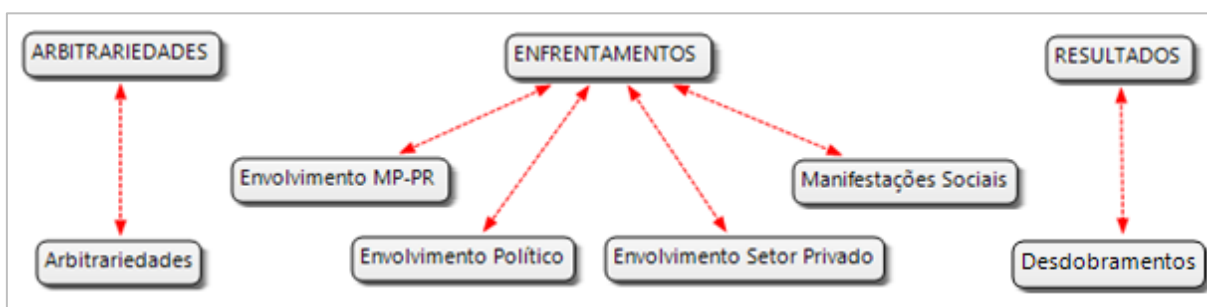 ARBITRARIEDADES
ENFRENTAMENTOS
RESULTADOS
Envolvimento MP-PR
Manifestações Sociais
Arbitrariedades
Envolvimento Político
Envolvimento Setor Privado
Desdobramentos